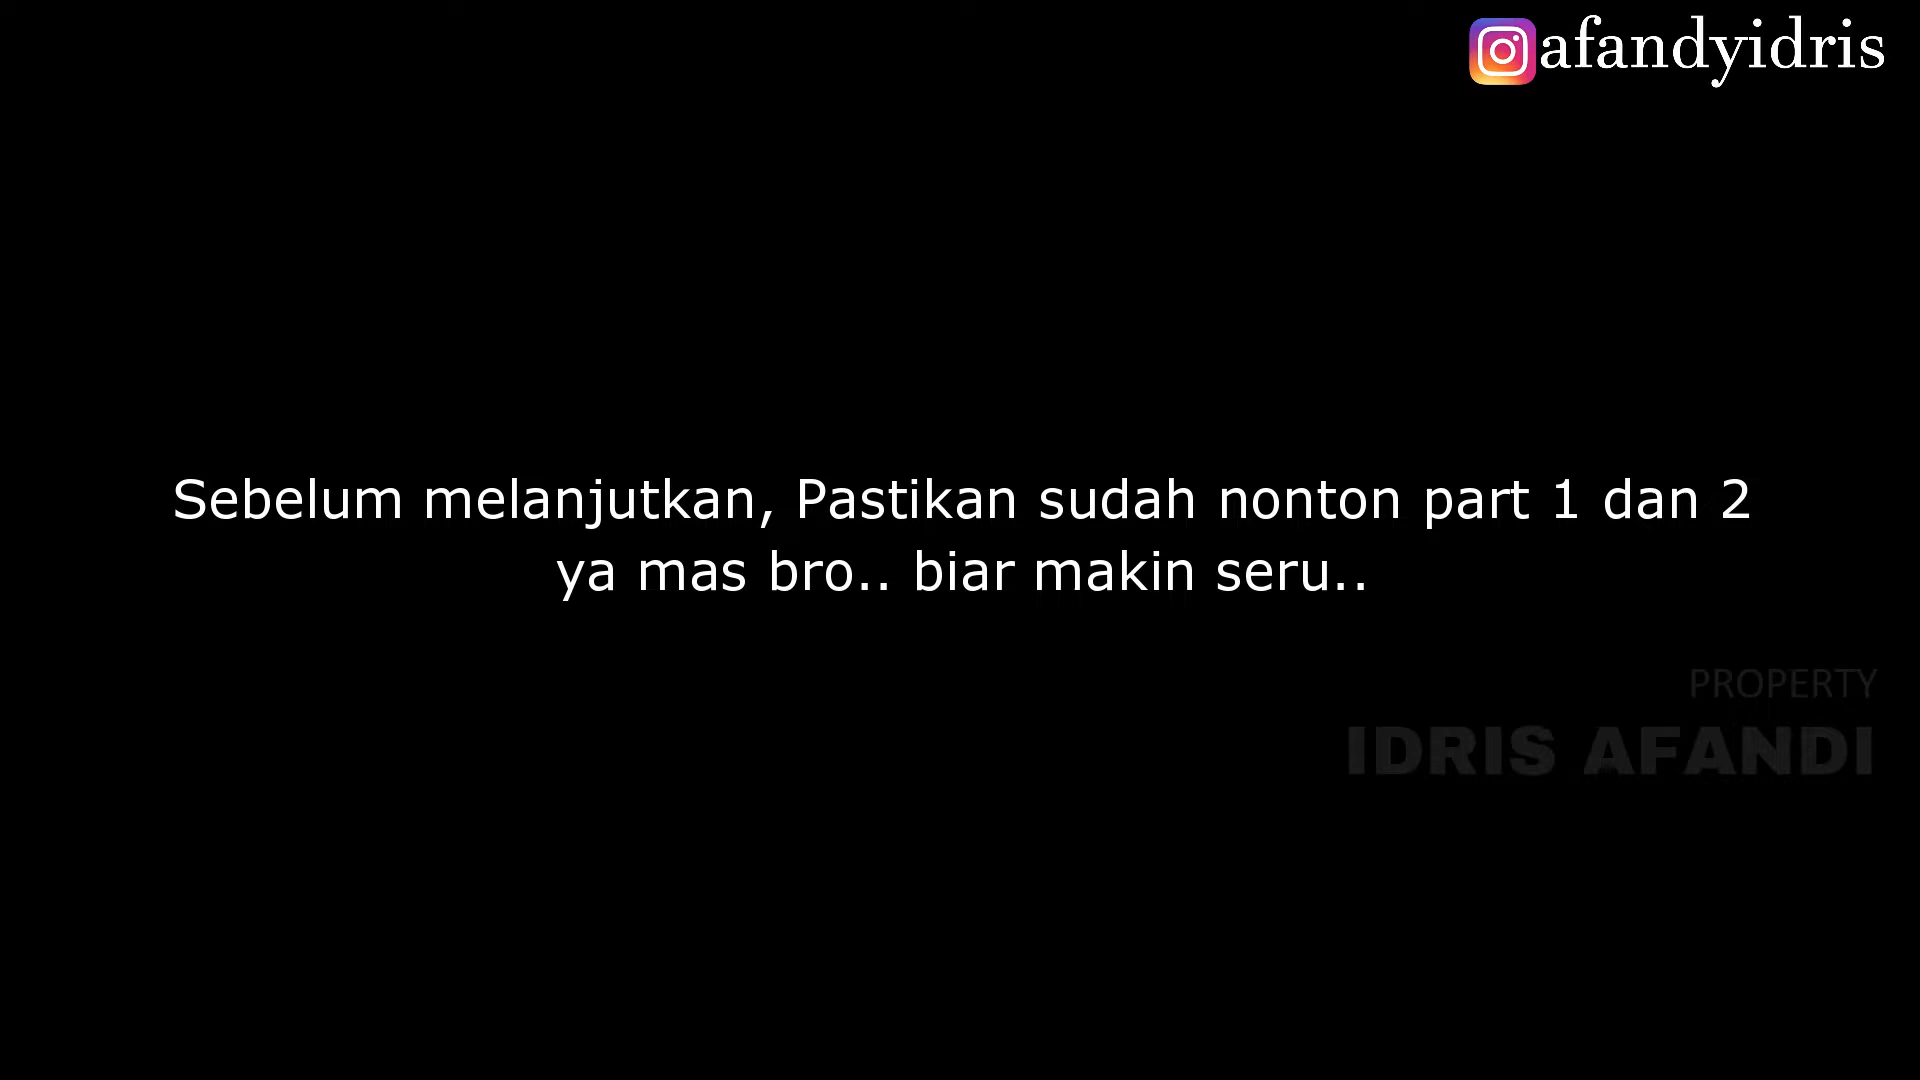 afandyidris
Sebelum melanjutkan, Pastikan sudah nonton part 1 dan 2
ya mas bro.. biar makin seru..
PROPERTY
IDRIS AFANDI